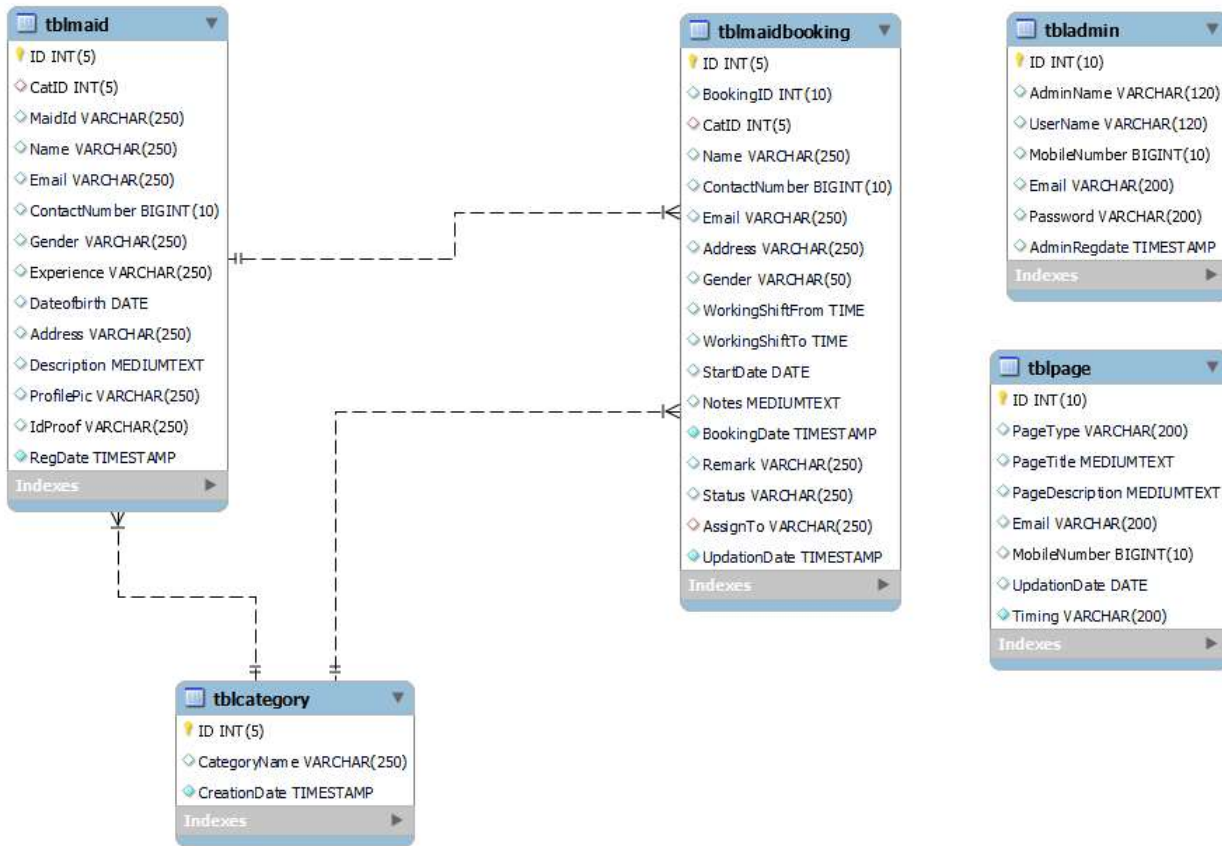 tblmaid
ID INT(5)
CatID INT(5)
MaidId VARCHAR(250)
Name VARCHAR(250)
Email VARCHAR(250)
ContactNumber BIGINT(10)
Gender VARCHAR(250)
Experience VARCHAR(250)
Dateofbirth DATE
Address VARCHAR(250)
Description MEDIUMTEXT
ProfilePic VARCHAR(250)
IdProof VARCHAR(250)
RegDate TIMESTAMP
Indexes
tblmaidbooking
ID INT(5)
BookingID INT(10)
CatID INT(5)
Name VARCHAR(250)
ContactNumber BIGINT(10)
Email VARCHAR(250)
Address VARCHAR(250)
Gender VARCHAR(50)
WorkingShiftFrom TIME
WorkingShiftTo TIME
StartDate DATE
Notes MEDIUMTEXT
BookingDate TIMESTAMP
Remark VARCHAR(250)
Status VARCHAR(250)
AssignTo VARCHAR(250)
UpdationDate TIMESTAMP
Indexes
tbladmin
ID INT(10)
AdminName VARCHAR(120)
UserName VARCHAR(120)
MobileNumber BIGINT(10)
Email VARCHAR(200)
Password VARCHAR(200)
AdminRegdate TIMESTAMP
Indexes
tblpage
ID INT(10)
PageType VARCHAR(200)
PageTitle MEDIUMTEXT
PageDescription MEDIUMTEXT
Email VARCHAR(200)
MobileNumber BIGINT(10)
UpdationDate DATE
Timing VARCHAR(200)
Indexes
tblcategory
ID INT(5)
CategoryName VARCHAR(250)
CreationDate TIMESTAMP
Indexes